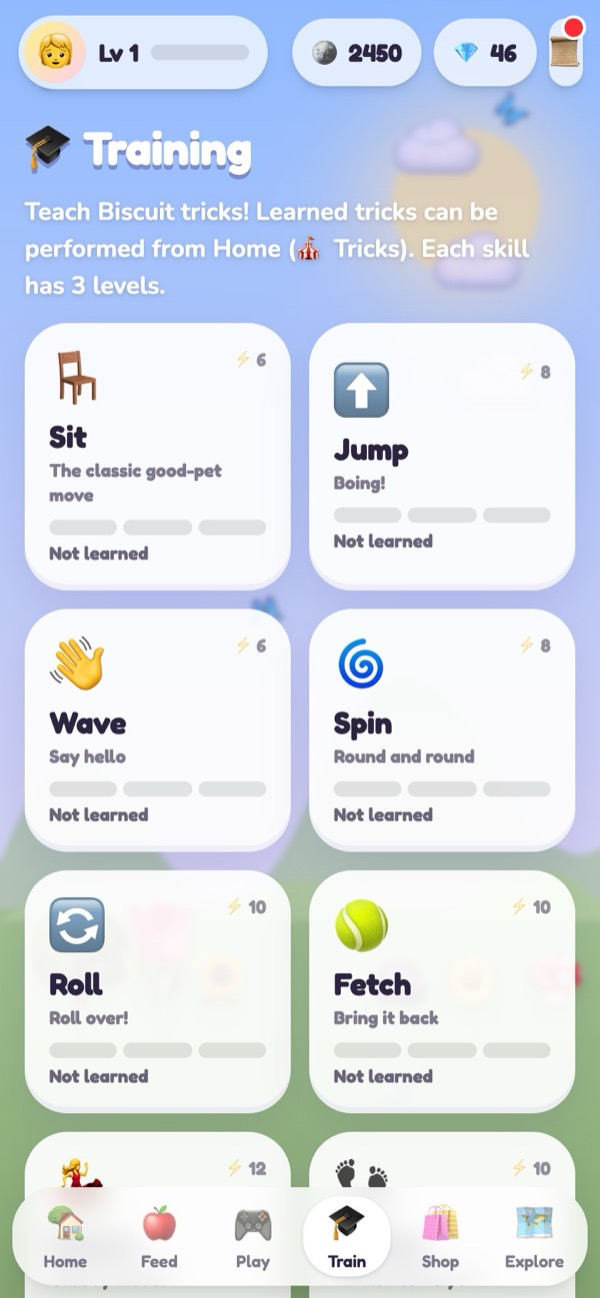 Lv 1
2450
46
Training
Teach Biscuit tricks! Learned tricks can be
performed from Home (🎪 Tricks). Each skill
has 3 levels.
6
Sit
The classic good-pet
move
Not learned
8
Jump
Boing!
Not learned
6
Wave
Say hello
Not learned
8
Spin
Round and round
Not learned
10
Roll
Roll over!
Not learned
10
Fetch
Bring it back
Not learned
12
10
Home
Feed
Play
Train
Shop
Explore